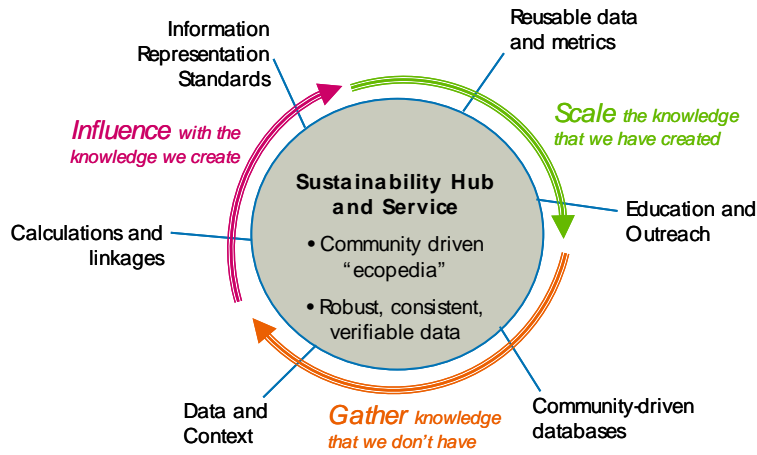 Information
Representation
Standards
Reusable data
and metrics
Influence with the
knowledge we create
Scale the knowledge
that we have created
Sustainability Hub
and Service
• Community driven
“ecopedia”
• Robust, consistent,
verifiable data
Calculations and
linkages
Education and
Outreach
Data and
Context
Gather knowledge
that we don’t have
Community-driven
databases